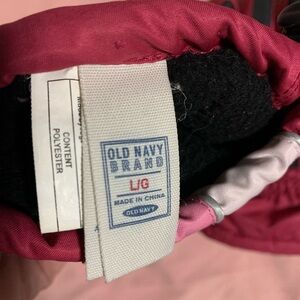 OLD NAVY
BRAND
L/G
MADE IN CHINA
OLD NAVY
CONTENT
POLYESTER